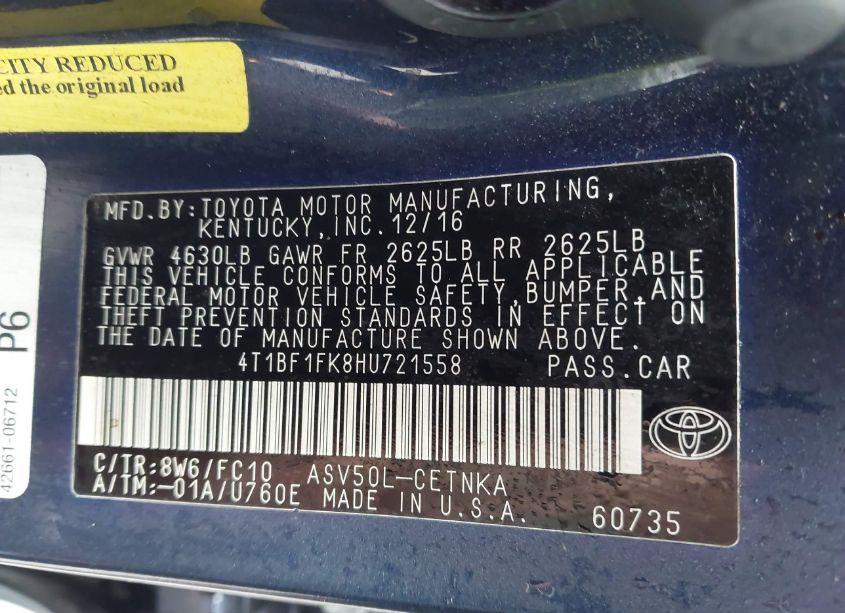 CITY REDUCED
ed the original load
P6
42661-06712
MFD.BY:TOYOTA MOTOR MANUFACTURING,
KENTUCKY,INC.12/16
GVWR 4630LB GAWR FR 2625LB RR 2625LB
THIS VEHICLE CONFORMS TO ALL APPLICABLE
FEDERAL MOTOR VEHICLE SAFETY,BUMPER,AND
THEFT PREVENTION STANDARDS IN EFFECT ON
THE DATE OF MANUFACTURE SHOWN ABOVE.
4T1BF1FK8HU721558 PASS.CAR
C/TR:8W6/FC10 ASV50L-CETNKA
A/TM:-01A/U760E MADE IN U.S.A. 60735